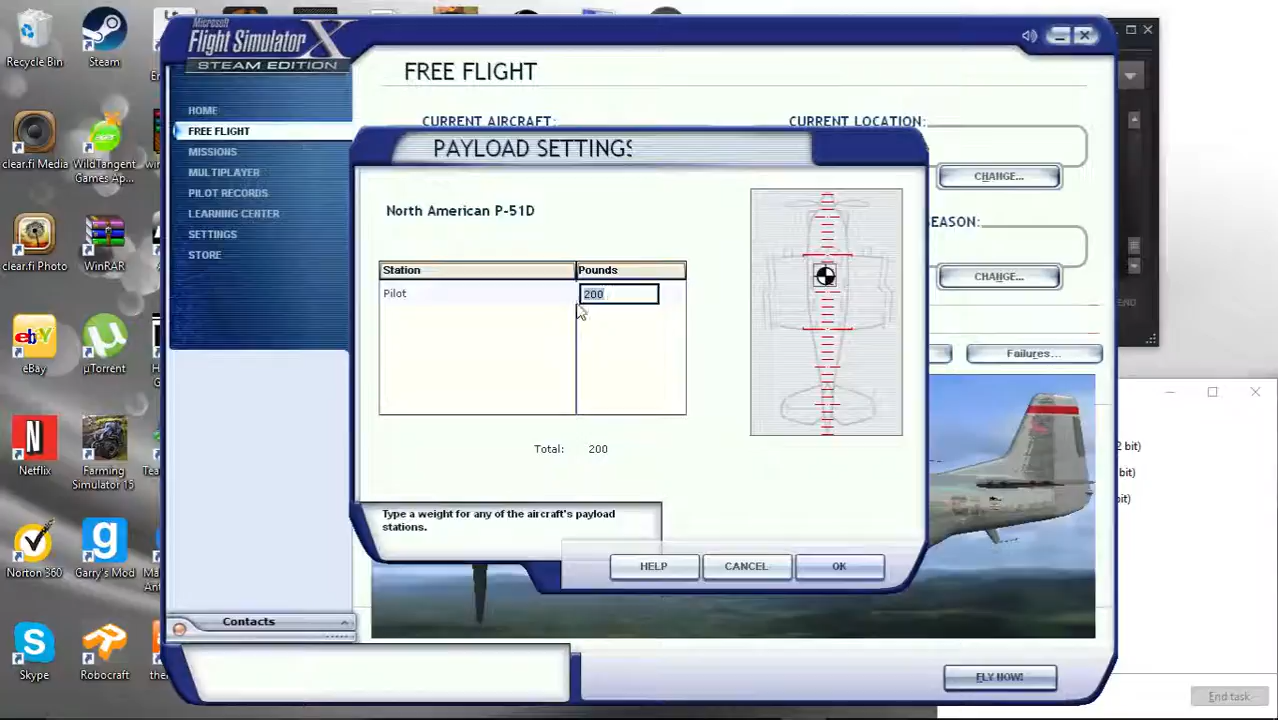 Microsoft
Flight Simulator X
STEAM EDITION
FREE FLIGHT
HOME
FREE FLIGHT
MISSIONS
MULTIPLAYER
PILOT RECORDS
LEARNING CENTER
SETTINGS
STORE
CURRENT AIRCRAFT:
CURRENT LOCATION:
CHANGE...
SEASON:
CHANGE...
Failures...
PAYLOAD SETTINGS
North American P-51D
Station Pounds
Pilot 200
Total: 200
Type a weight for any of the aircraft's payload
stations.
HELP CANCEL OK
Contacts
FLY NOW!
Recycle Bin
Steam
clear.fi Media
WildTangent
Games Ap...
clear.fi Photo
WinRAR
eBay
µTorrent
Netflix
Farming
Simulator 15
Norton 360
Garry's Mod
Skype
Robocraft
bit)
End task